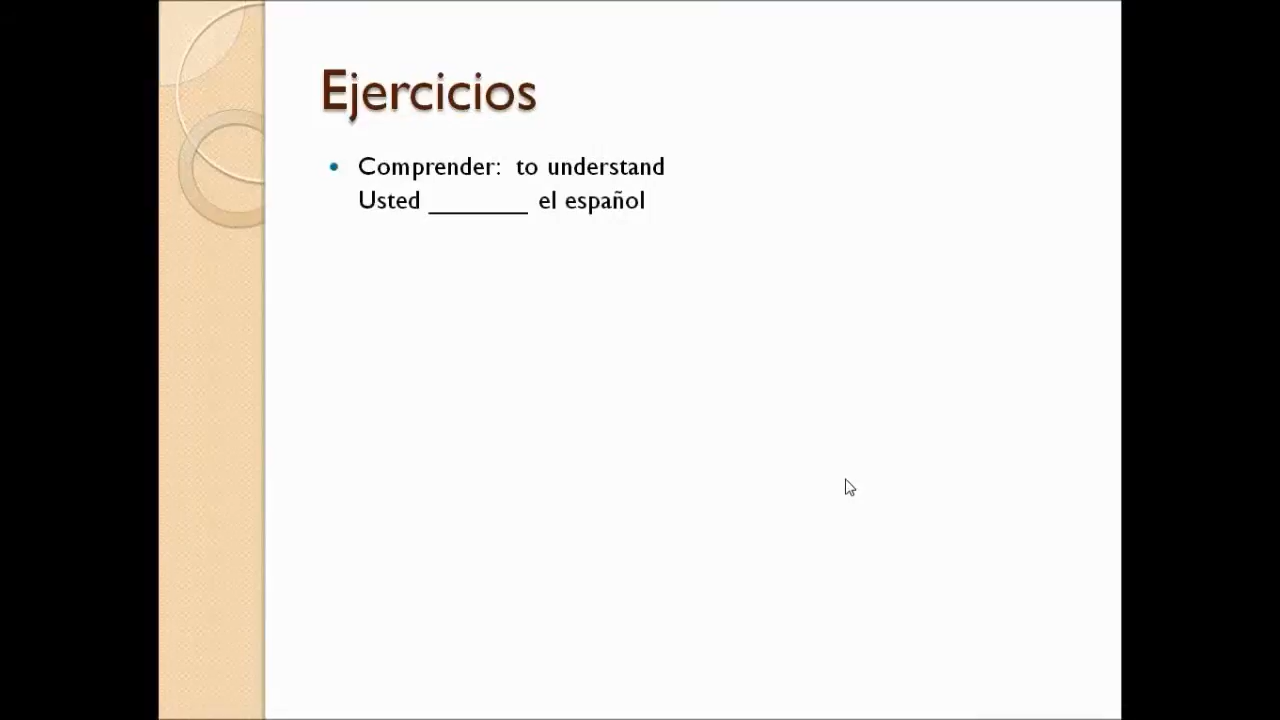 Ejercicios
Comprender: to understand
Usted ________ el español